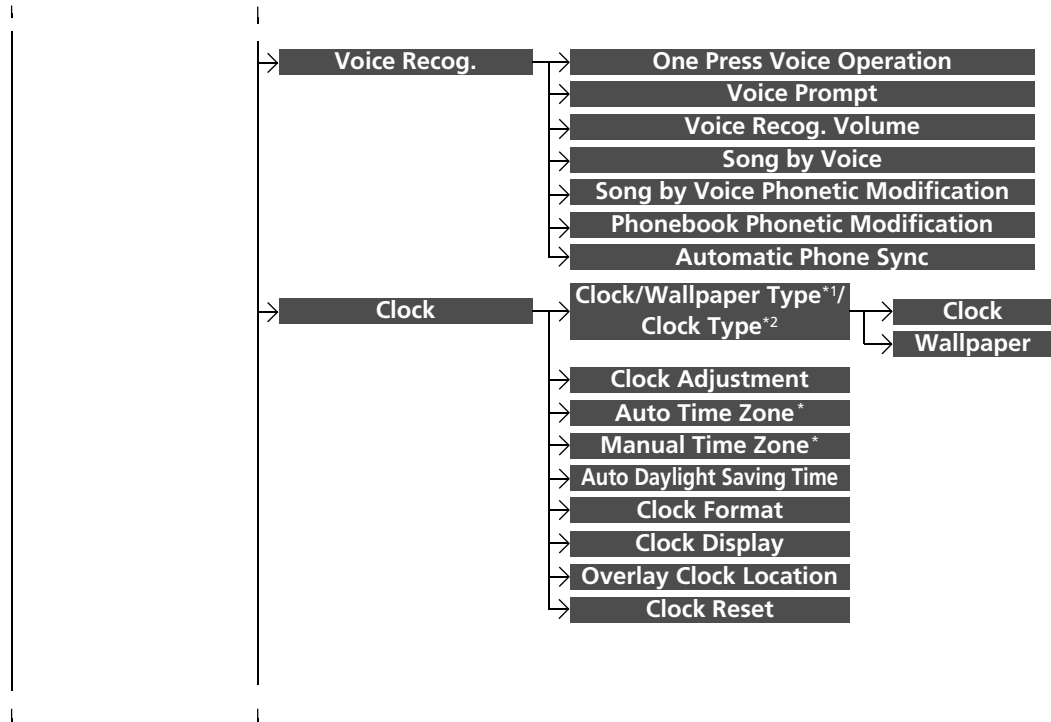 Voice Recog.
One Press Voice Operation
Voice Prompt
Voice Recog. Volume
Song by Voice
Song by Voice Phonetic Modification
Phonebook Phonetic Modification
Automatic Phone Sync
Clock
Clock/Wallpaper Type*1/
Clock Type*2
Clock
Wallpaper
Clock Adjustment
Auto Time Zone*
Manual Time Zone*
Auto Daylight Saving Time
Clock Format
Clock Display
Overlay Clock Location
Clock Reset